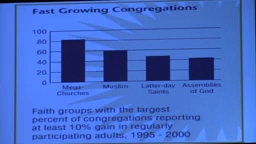 Fast Growing Congregations
100
80
60
40
20
0
Mega-
Churches
Muslim
Latter-day
Saints
Assemblies
of God
Faith groups with the largest
percent of congregations reporting
at least 10% gain in regularly
participating adults, 1995 - 2000